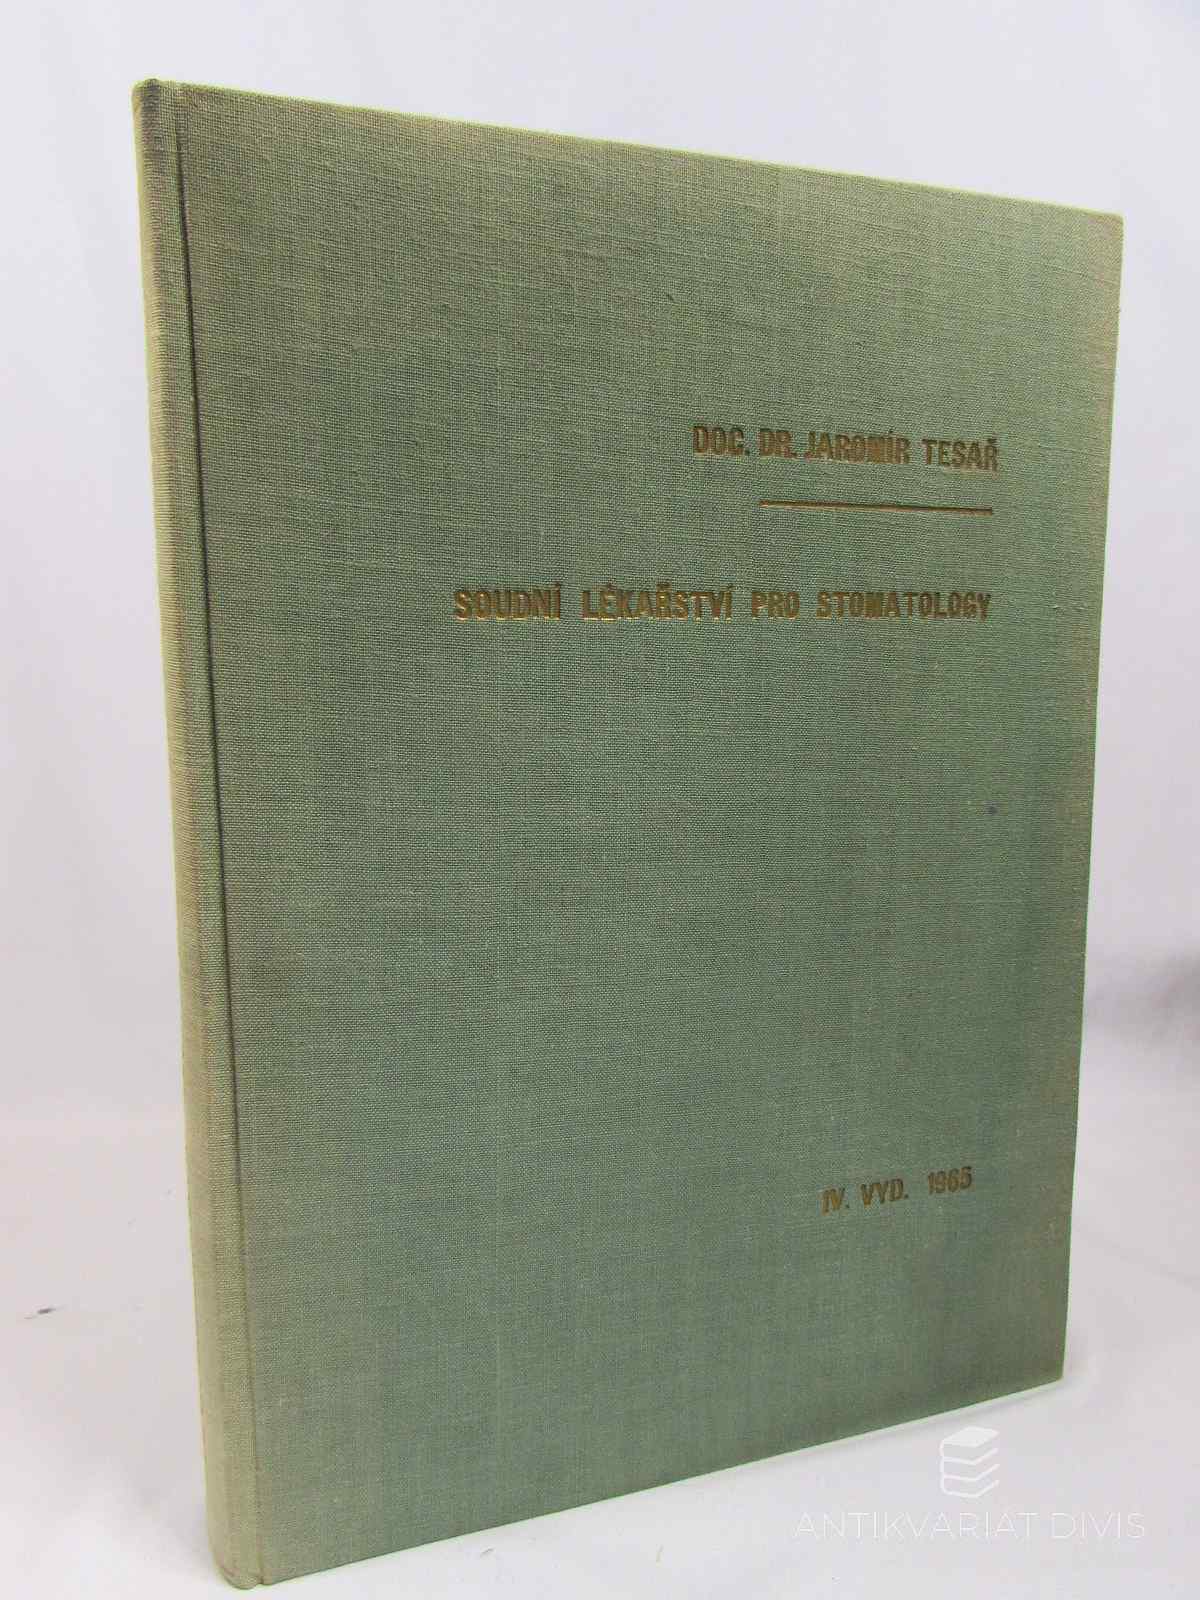 DOC. DR. JAROMÍR TESAŘ
SOUDNÍ LÉKAŘSTVÍ PRO STOMATOLOGY
IV. VYD. 1965
ANTIKVARIAT DIVIS